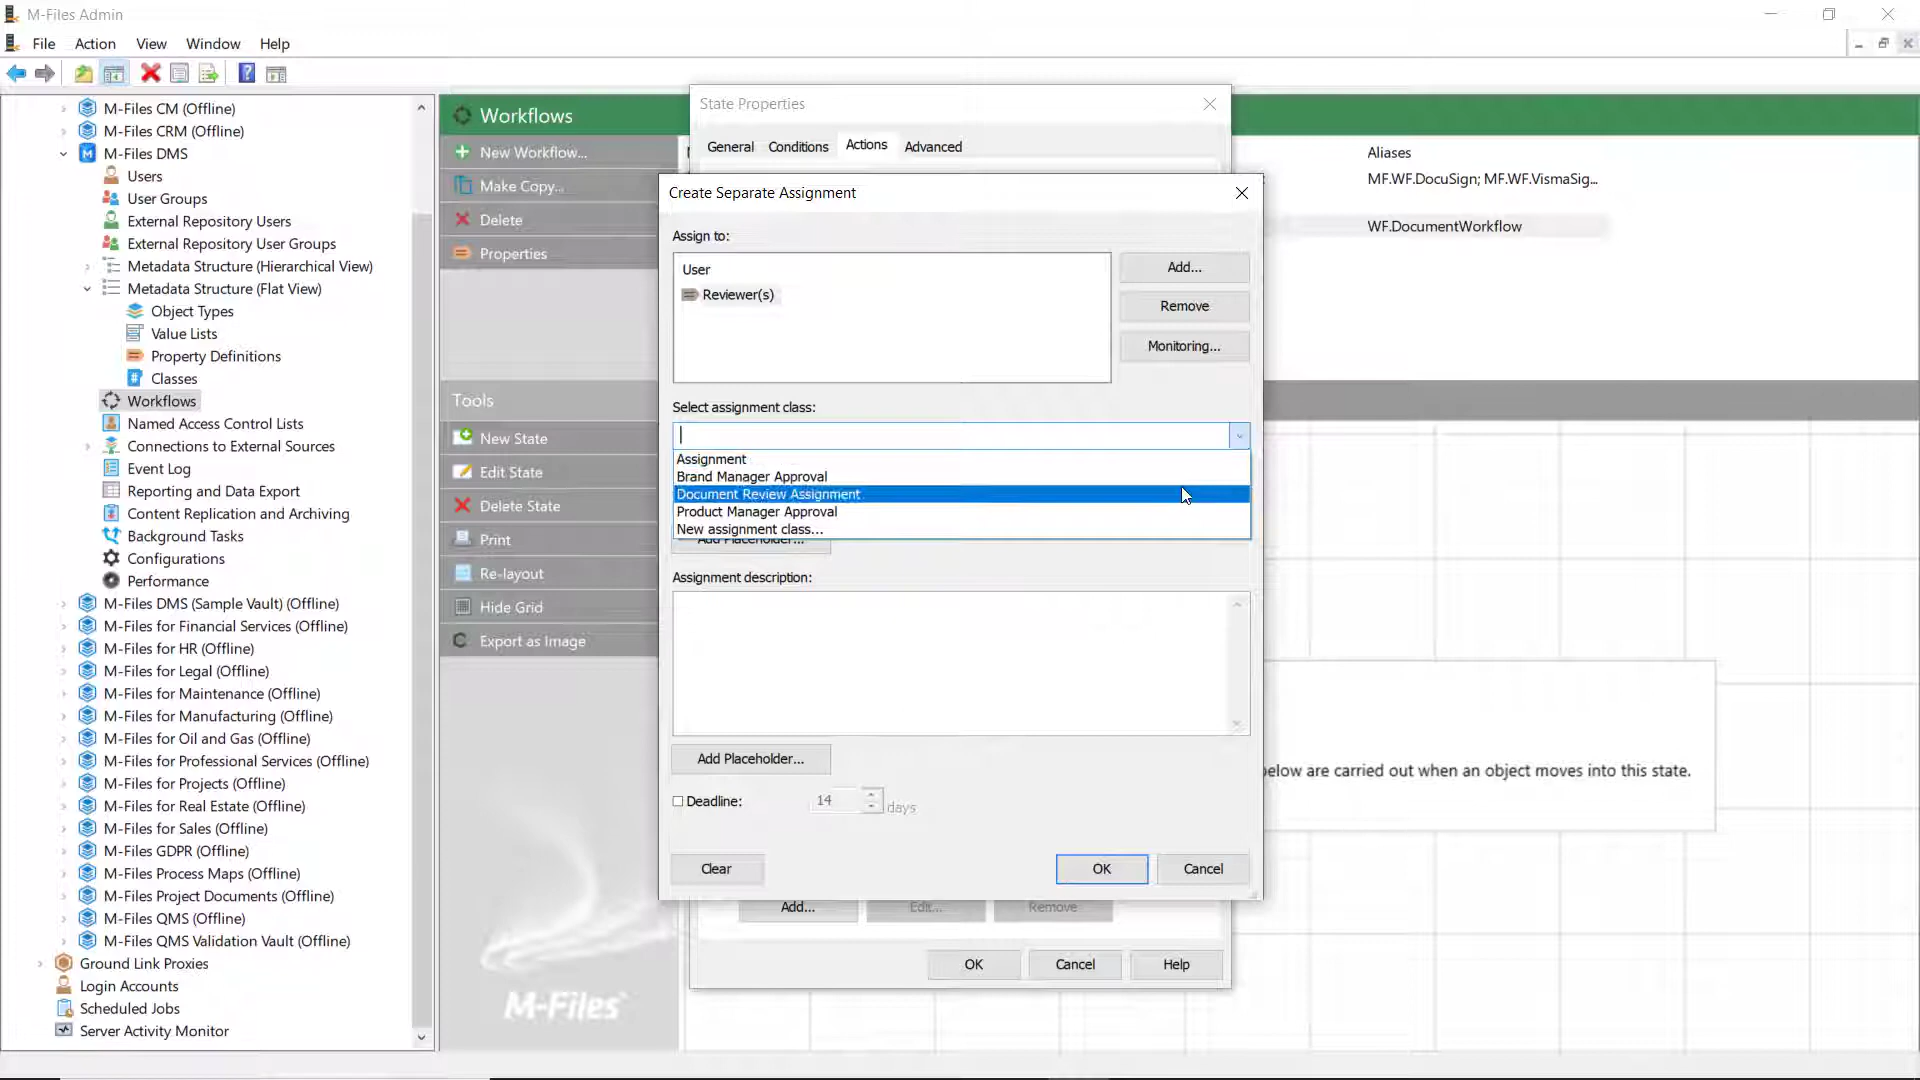 M-Files Admin
File Action View Window Help
M-Files CM (Offline)
M-Files CRM (Offline)
M-Files DMS
Users
User Groups
External Repository Users
External Repository User Groups
Metadata Structure (Hierarchical View)
Metadata Structure (Flat View)
Object Types
Value Lists
Property Definitions
Classes
Workflows
Named Access Control Lists
Connections to External Sources
Event Log
Reporting and Data Export
Content Replication and Archiving
Background Tasks
Configurations
Performance
M-Files DMS (Sample Vault) (Offline)
M-Files for Financial Services (Offline)
M-Files for HR (Offline)
M-Files for Legal (Offline)
M-Files for Maintenance (Offline)
M-Files for Manufacturing (Offline)
M-Files for Oil and Gas (Offline)
M-Files for Professional Services (Offline)
M-Files for Projects (Offline)
M-Files for Real Estate (Offline)
M-Files for Sales (Offline)
M-Files GDPR (Offline)
M-Files Process Maps (Offline)
M-Files Project Documents (Offline)
M-Files QMS (Offline)
M-Files QMS Validation Vault (Offline)
Ground Link Proxies
Login Accounts
Scheduled Jobs
Server Activity Monitor
Workflows
New Workflow...
Make Copy...
Delete
Properties
Tools
New State
Edit State
Delete State
Print
Re-layout
Hide Grid
Export as Image
M-Files
State Properties
General Conditions Actions Advanced
Create Separate Assignment
Assign to:
User
Reviewer(s)
Add...
Remove
Monitoring...
Select assignment class:
Assignment
Brand Manager Approval
Document Review Assignment
Product Manager Approval
New assignment class...
Add Placeholder...
Assignment description:
Add Placeholder...
Deadline: 14 days
Clear OK Cancel
Add... Edit... Remove
OK Cancel Help
Aliases
MF.WF.DocuSign; MF.WF.VismaSig...
WF.DocumentWorkflow
below are carried out when an object moves into this state.